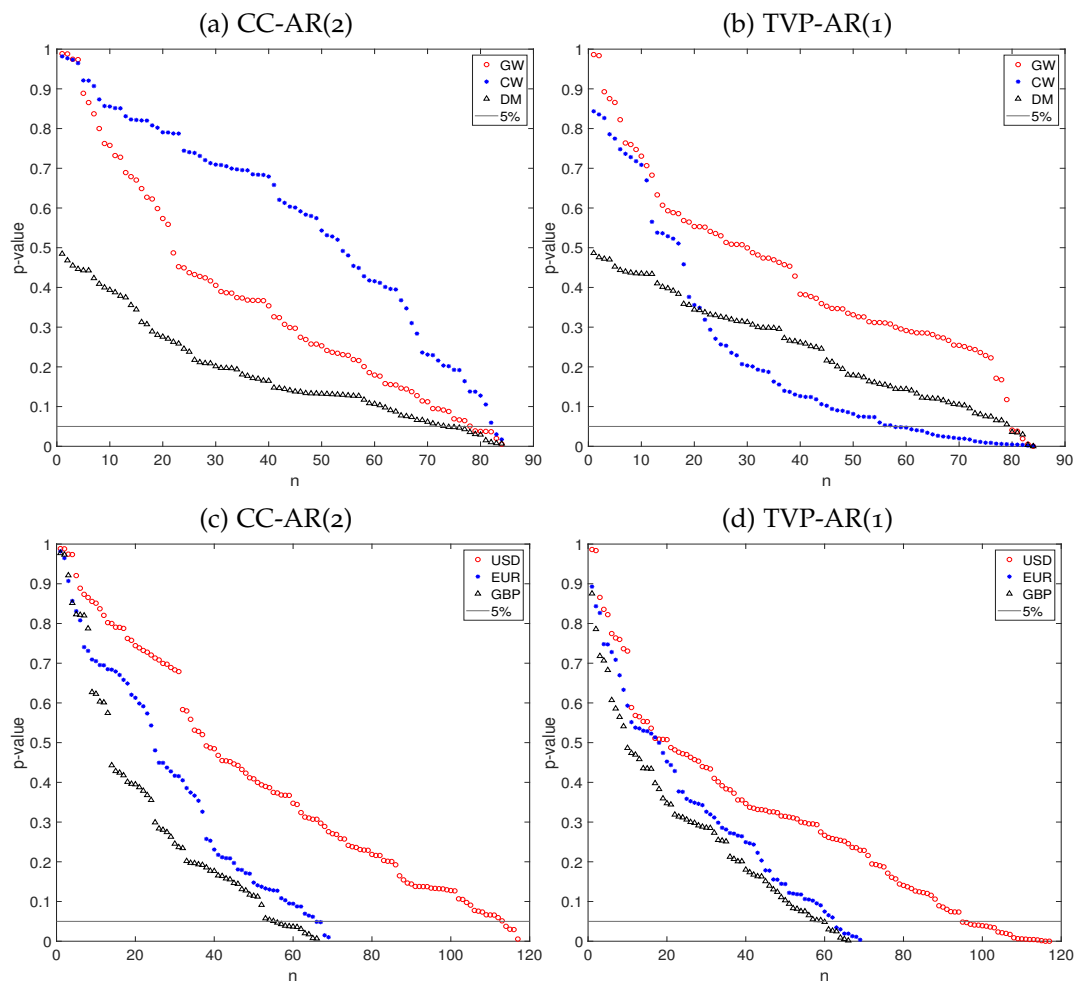 (a) CC-AR(2)
1
0.9
0.8
0.7
0.6
0.5
0.4
0.3
0.2
0.1
0
p-value
0 10 20 30 40 50 60 70 80 90
n
GW
CW
DM
5%
(b) TVP-AR(1)
1
0.9
0.8
0.7
0.6
0.5
0.4
0.3
0.2
0.1
0
p-value
0 10 20 30 40 50 60 70 80 90
n
GW
CW
DM
5%
(c) CC-AR(2)
1
0.9
0.8
0.7
0.6
0.5
0.4
0.3
0.2
0.1
0
p-value
0 20 40 60 80 100 120
n
USD
EUR
GBP
5%
(d) TVP-AR(1)
1
0.9
0.8
0.7
0.6
0.5
0.4
0.3
0.2
0.1
0
p-value
0 20 40 60 80 100 120
n
USD
EUR
GBP
5%